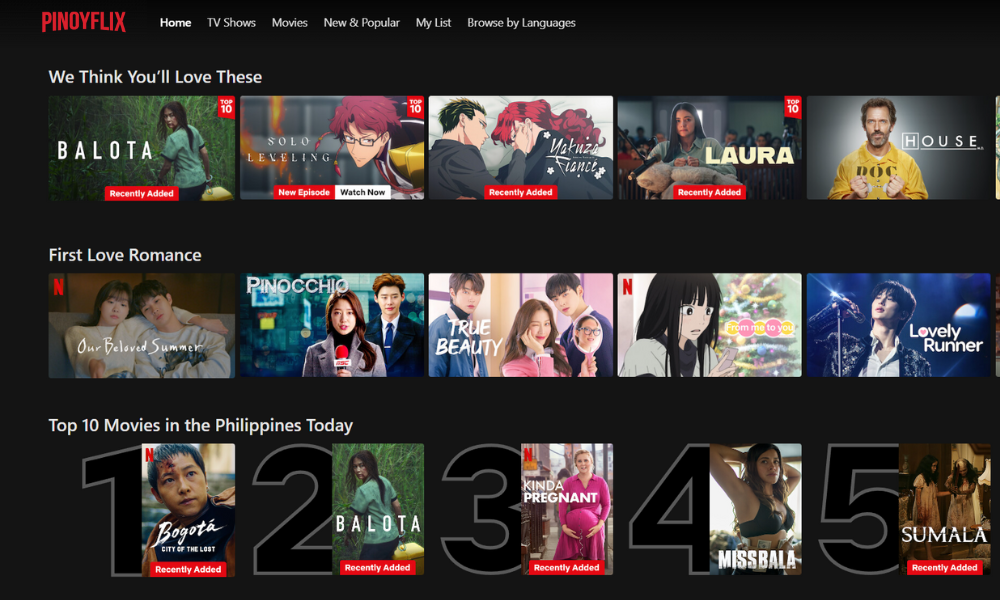 PINOYFLIX
Home TV Shows Movies New & Popular My List Browse by Languages
We Think You'll Love These
TOP 10
BALOTA
Recently Added
TOP 10
SOLO
LEVELING
New Episode Watch Now
Yakuza
Fiancé
Recently Added
TOP 10
LAURA
Recently Added
HOUSE
DOC
First Love Romance
N
Our Beloved Summer
PINOCCHIO
TRUE
BEAUTY
N
From me to you
Lovely
Runner
Top 10 Movies in the Philippines Today
1
N
Bogotá
CITY OF THE LOST
Recently Added
2
BALOTA
Recently Added
3
N
KINDA
PREGNANT
Recently Added
4
MISS BALA
5
SUMALA
Recently Added